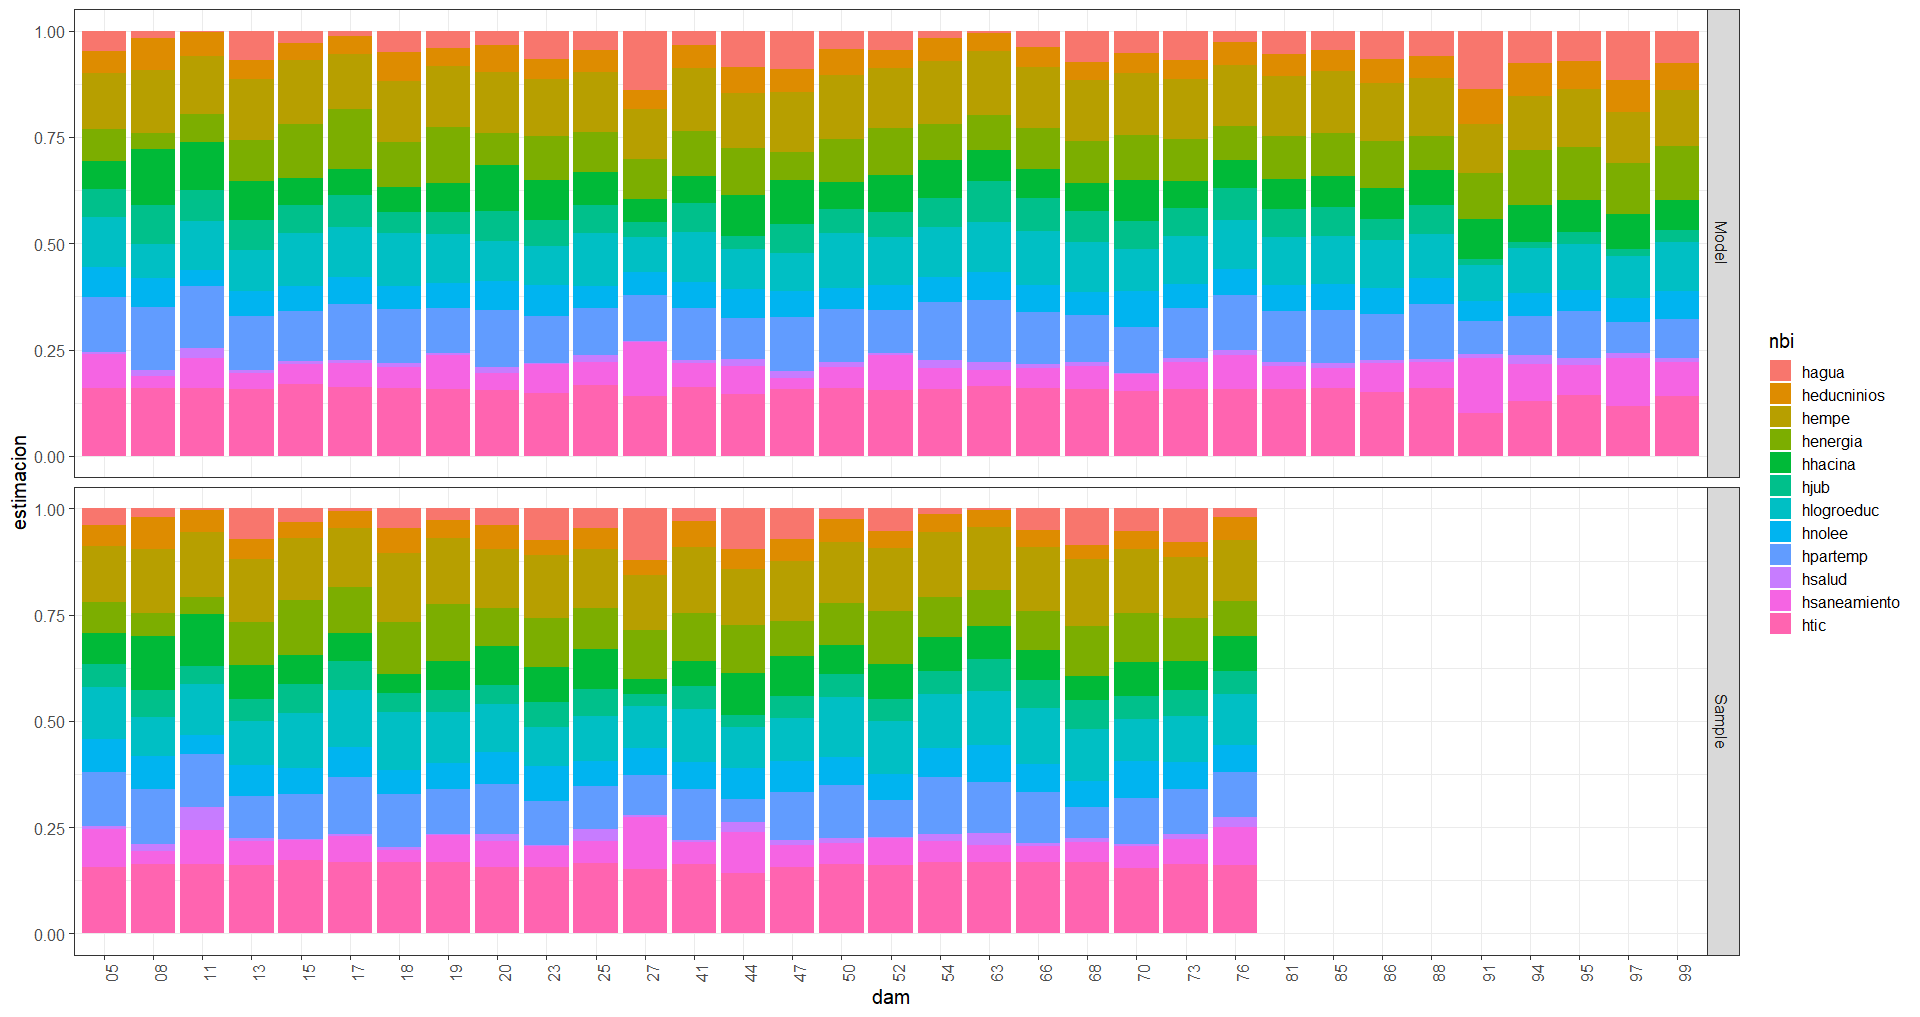 1.00
0.75
0.50
0.25
0.00
Model
1.00
0.75
0.50
0.25
0.00
Sample
estimacion
05 08 11 13 15 17 18 19 20 23 25 27 41 44 47 50 52 54 63 66 68 70 73 76 81 85 86 88 91 94 95 97 99
dam
nbi
hagua
heducninios
hempe
henergia
hhacina
hjub
hlogroeduc
hnolee
hpartemp
hsalud
hsaneamiento
htic